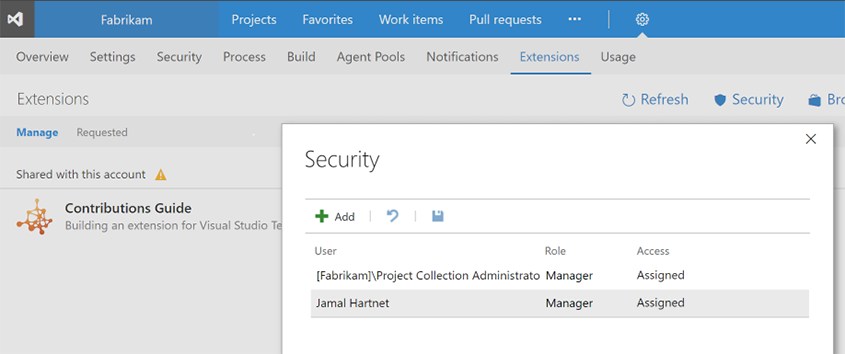 Fabrikam Projects Favorites Work items Pull requests ...
Overview Settings Security Process Build Agent Pools Notifications Extensions Usage
Extensions Refresh Security Bro
Manage Requested
Shared with this account
Contributions Guide
Building an extension for Visual Studio Te
Security
Add
User Role Access
[Fabrikam]\Project Collection Administrato Manager Assigned
Jamal Hartnet Manager Assigned